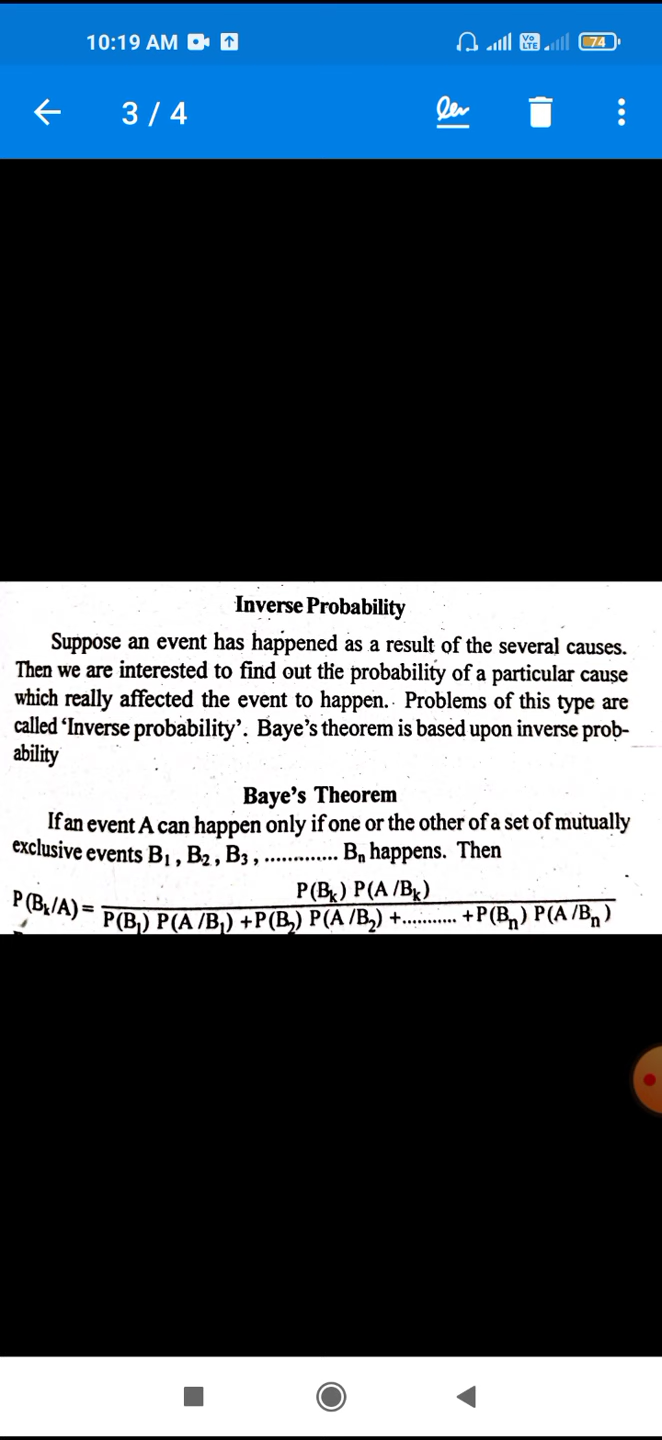 10:19 AM Vo LTE 74
3 / 4
Inverse Probability
Suppose an event has happened as a result of the several causes.
Then we are interested to find out the probability of a particular cause
which really affected the event to happen. Problems of this type are
called ‘Inverse probability’. Baye’s theorem is based upon inverse prob-
ability
Baye’s Theorem
If an event A can happen only if one or the other of a set of mutually
exclusive events B₁ , B₂ , B₃ , ............. Bₙ happens. Then
P(Bₖ) P(A /Bₖ)
P (Bₖ/A) =
P(B₁) P(A /B₁) +P(B₂) P(A /B₂) +........... +P(Bₙ) P(A /Bₙ )